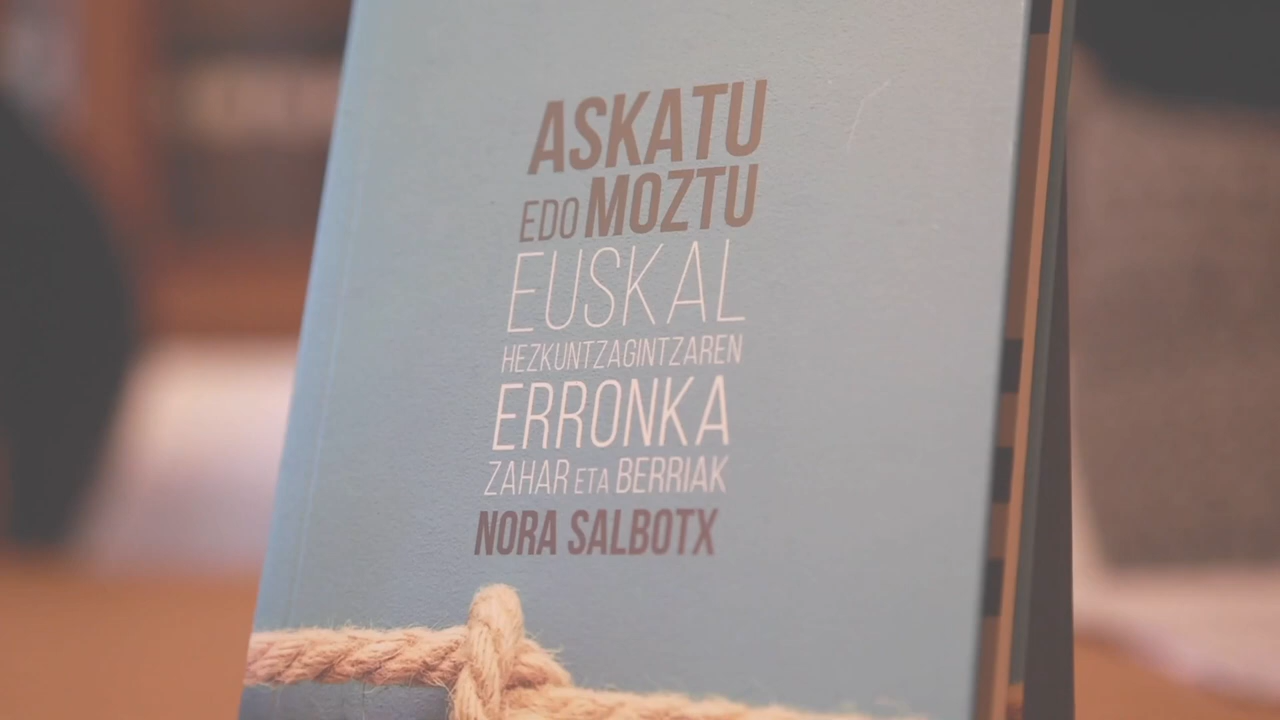 ASKATU
EDO MOZTU
EUSKAL
HEZKUNTZAGINTZAREN
ERRONKA
ZAHAR ETA BERRIAK
NORA SALBOTX